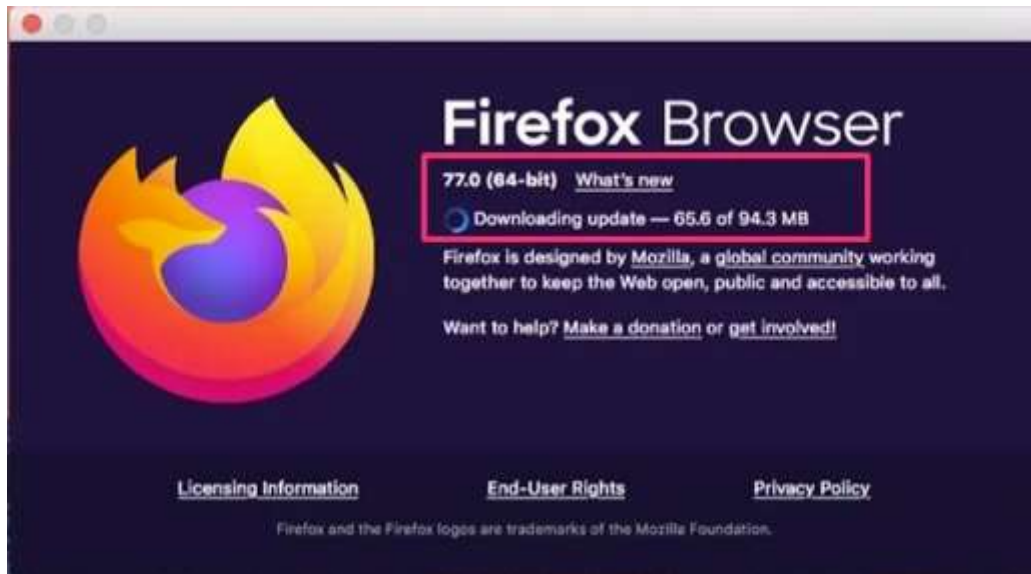 Firefox Browser
77.0 (64-bit) What's new
Downloading update — 65.6 of 94.3 MB
Firefox is designed by Mozilla, a global community working
together to keep the Web open, public and accessible to all.
Want to help? Make a donation or get involved!
Licensing Information End-User Rights Privacy Policy
Firefox and the Firefox logos are trademarks of the Mozilla Foundation.